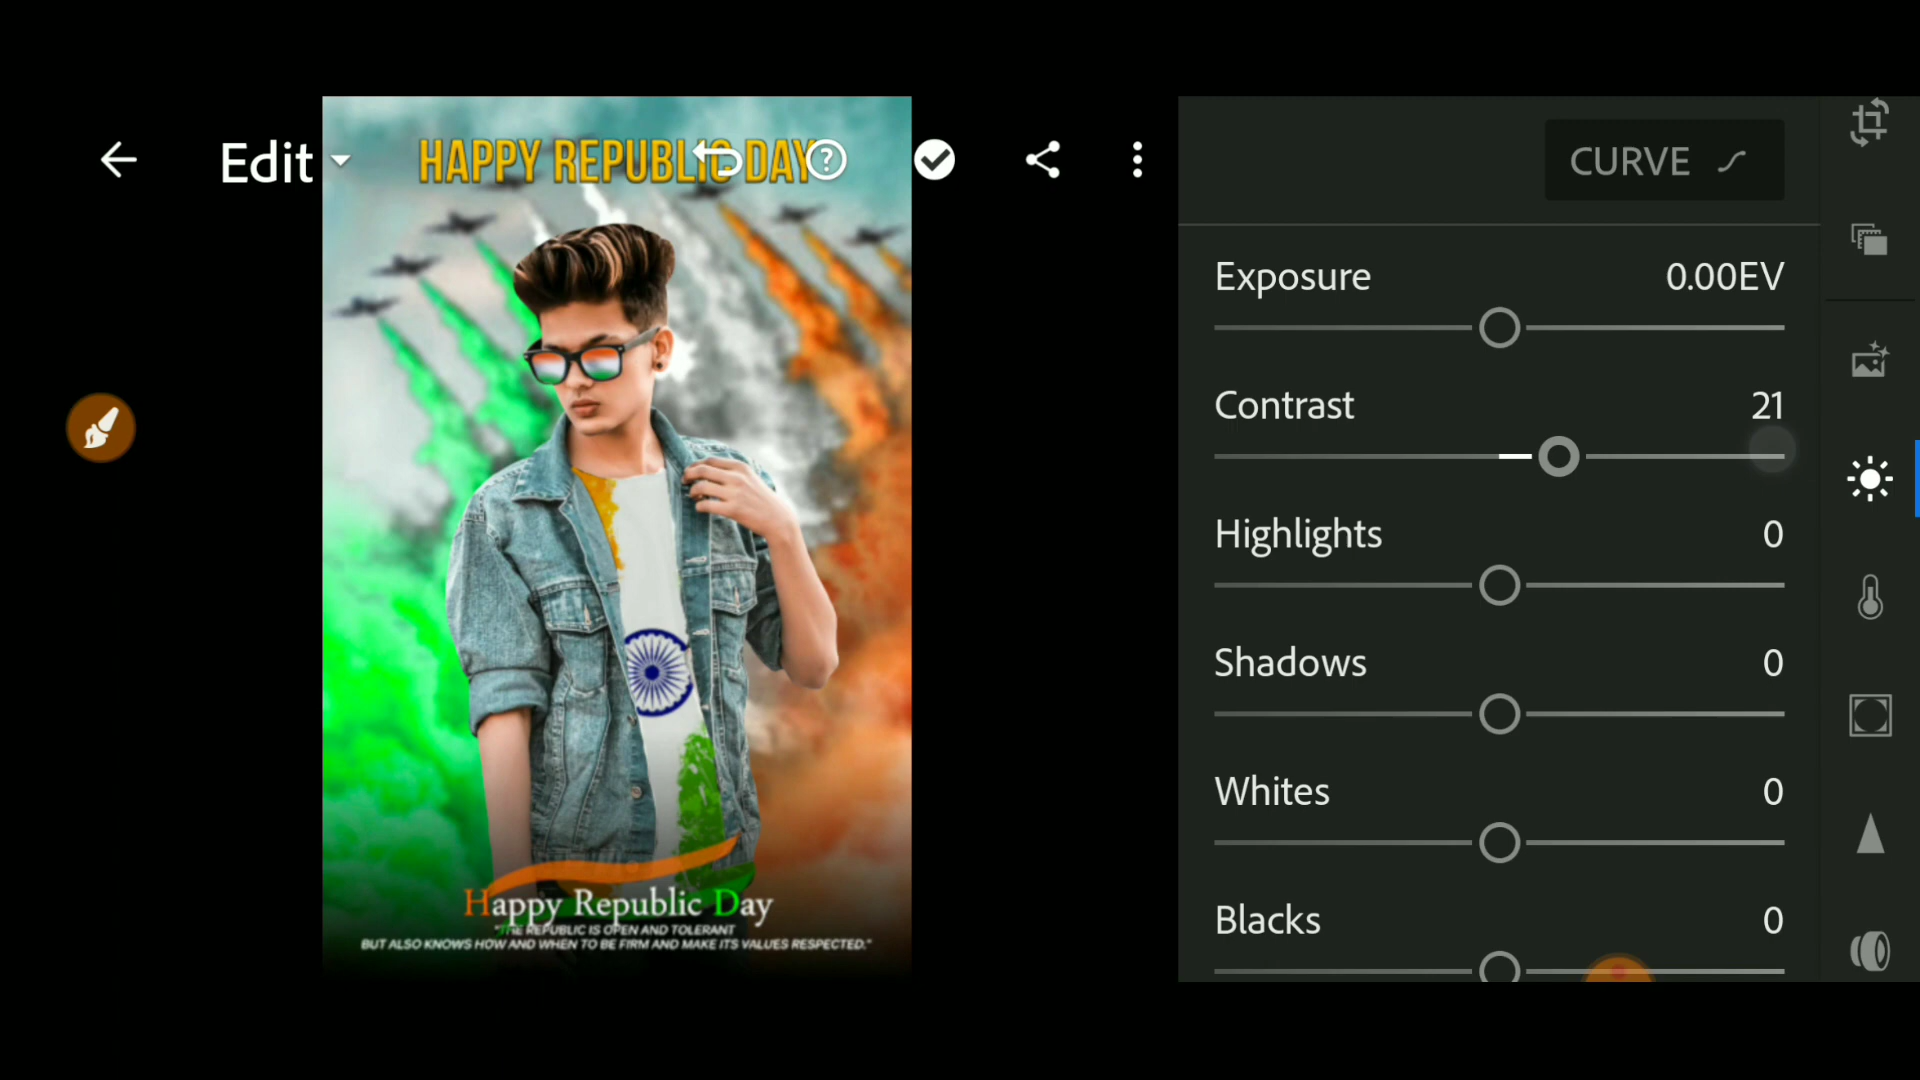 Edit
HAPPY REPUBLIC DAY
CURVE
Exposure 0.00EV
Contrast 21
Highlights 0
Shadows 0
Whites 0
Blacks 0
Happy Republic Day
"THE REPUBLIC IS OPEN AND TOLERANT
BUT ALSO KNOWS HOW AND WHEN TO BE FIRM AND MAKE ITS VALUES RESPECTED."